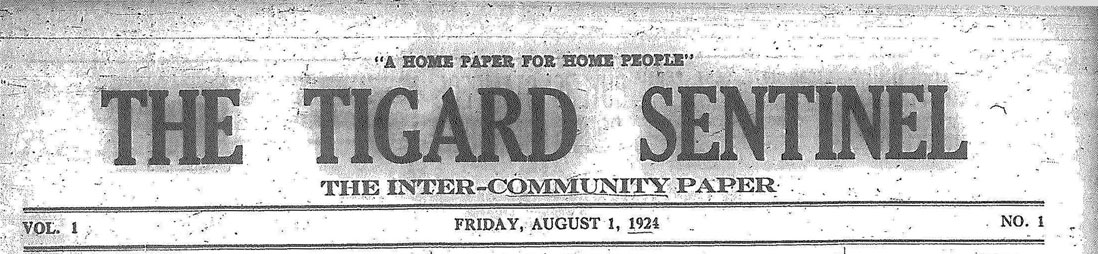 "A HOME PAPER FOR HOME PEOPLE"
THE TIGARD SENTINEL
THE INTER-COMMUNITY PAPER
VOL. 1 FRIDAY, AUGUST 1, 1924 NO. 1